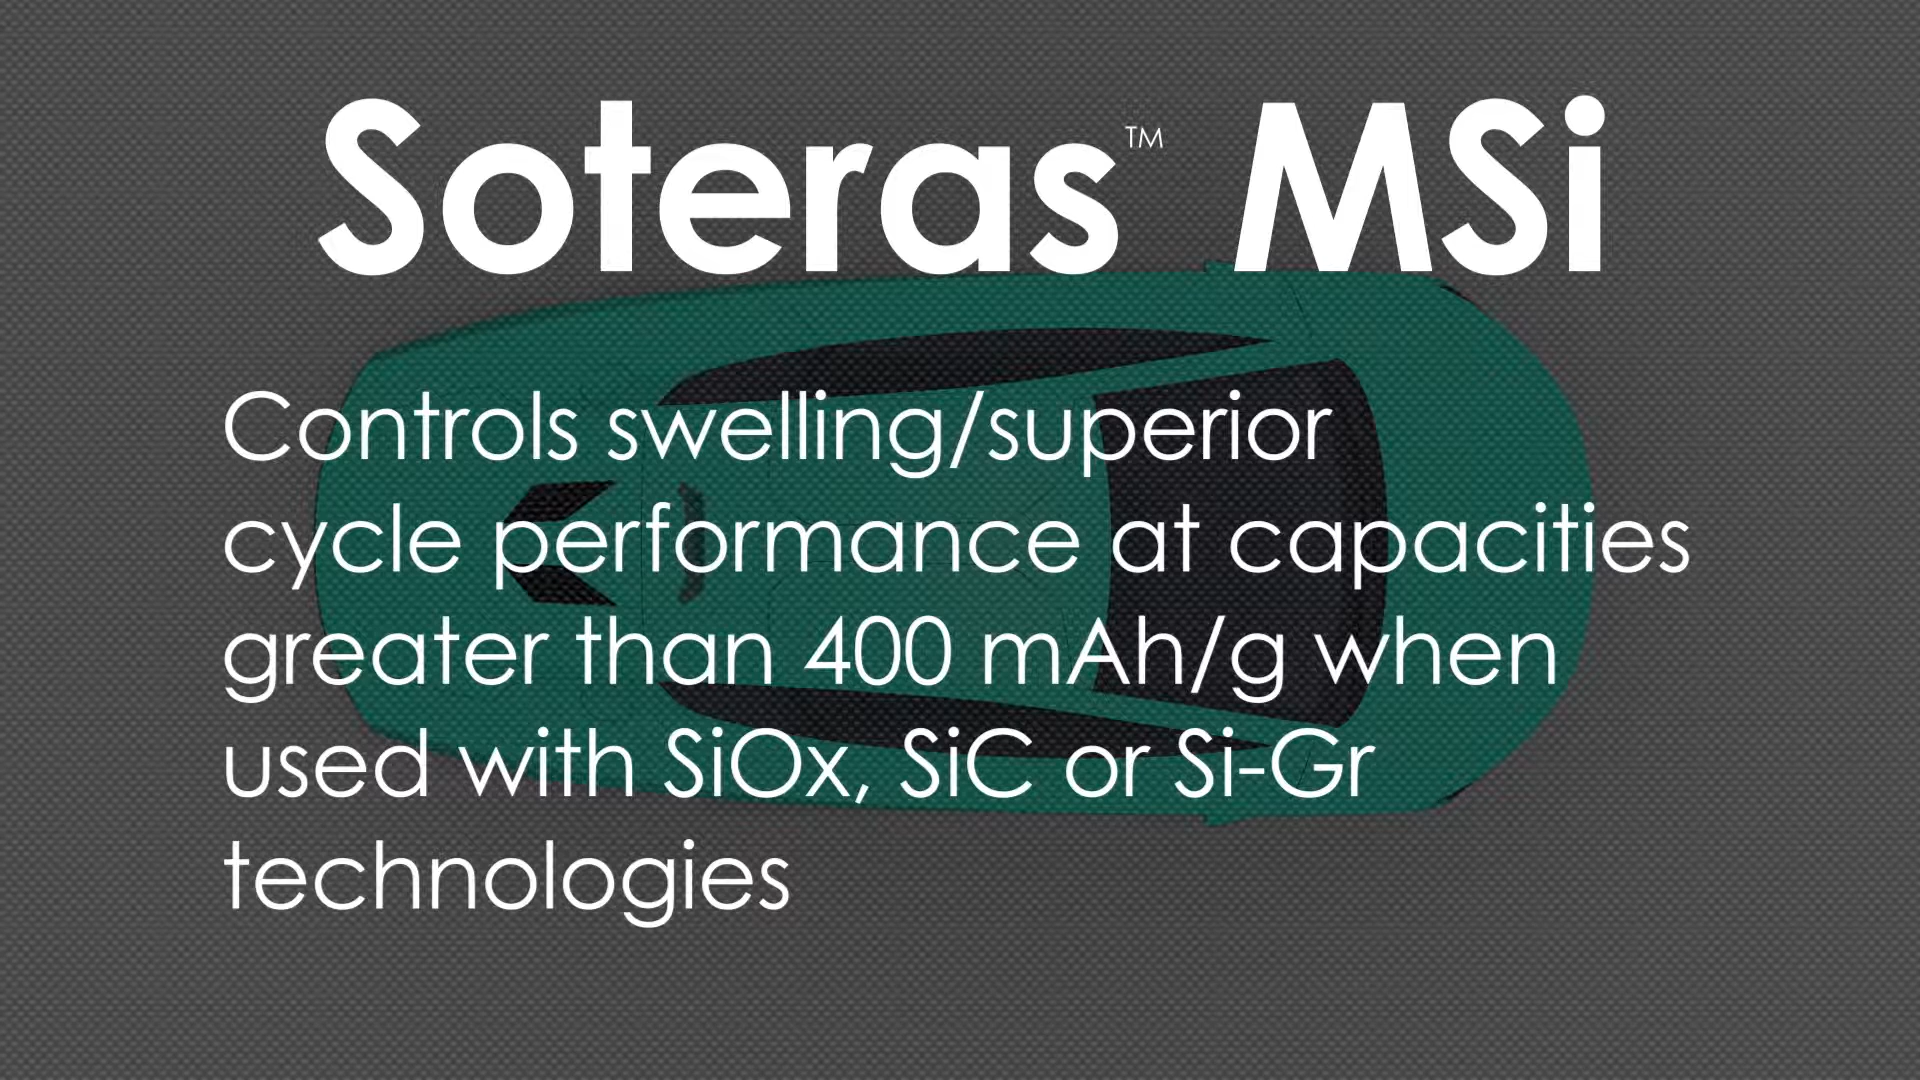 Soteras™ MSi
Controls swelling/superior
cycle performance at capacities
greater than 400 mAh/g when
used with SiOx, SiC or Si-Gr
technologies